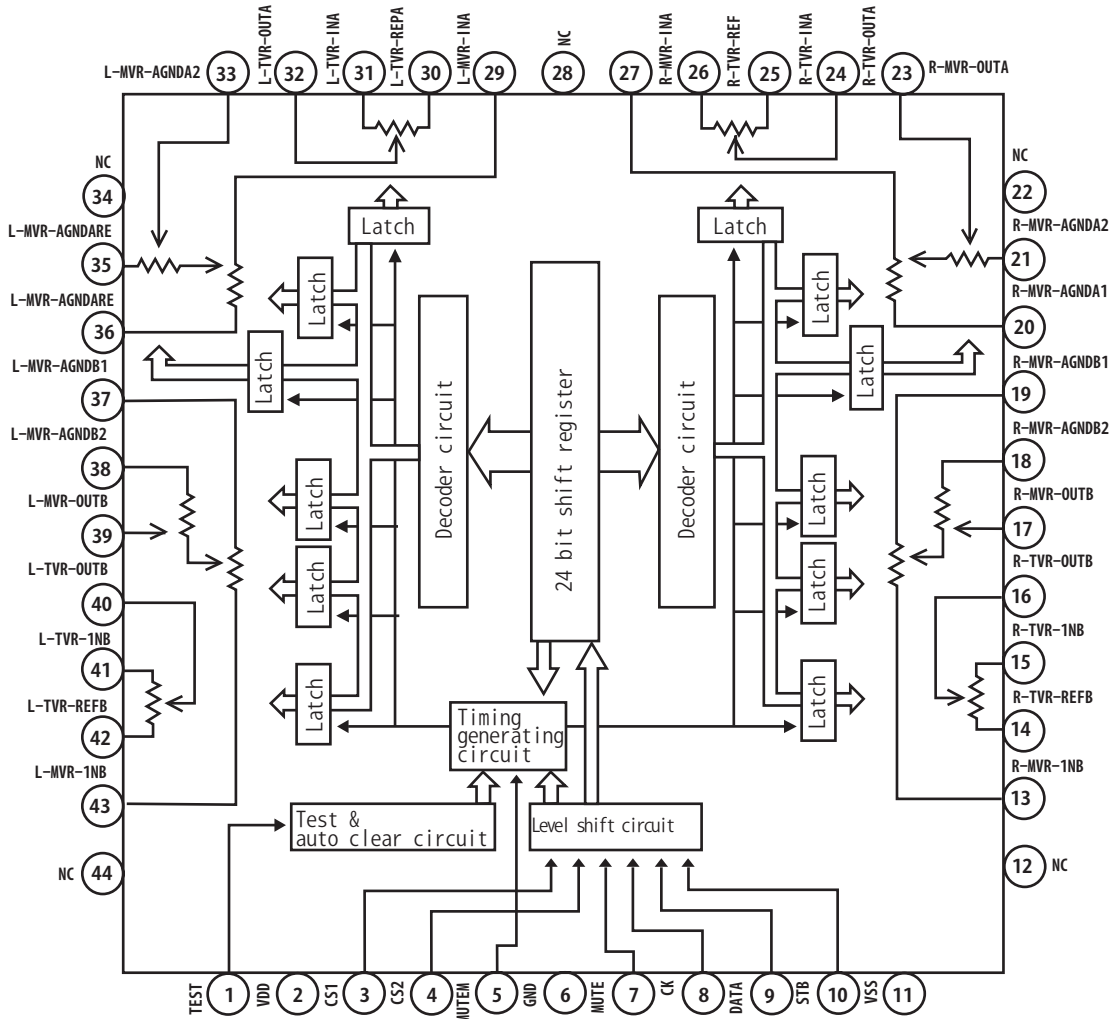 L-MVR-AGNDA2
33
L-TVR-OUTA
32
L-TVR-INA
31
L-TVR-REPA
30
L-MVR-INA
29
NC
28
27
R-MVR-INA
26
R-TVR-REF
25
R-TVR-INA
24
R-TVR-OUTA
23
R-MVR-OUTA
NC
34
L-MVR-AGNDARE
35
L-MVR-AGNDARE
36
L-MVR-AGNDB1
37
L-MVR-AGNDB2
38
L-MVR-OUTB
39
L-TVR-OUTB
40
L-TVR-1NB
41
L-TVR-REFB
42
L-MVR-1NB
43
NC
44
Latch
Latch
Latch
Latch
Latch
Latch
Decoder circuit
24 bit shift register
Decoder circuit
Latch
Latch
Latch
Latch
Latch
Latch
Timing
generating
circuit
Test &
auto clear circuit
Level shift circuit
NC
22
R-MVR-AGNDA2
21
R-MVR-AGNDA1
20
R-MVR-AGNDB1
19
R-MVR-AGNDB2
18
R-MVR-OUTB
17
R-TVR-OUTB
16
R-TVR-1NB
15
R-TVR-REFB
14
R-MVR-1NB
13
12
NC
TEST
1
VDD
2
CS1
3
CS2
4
MUTEM
5
GND
6
MUTE
7
CK
8
DATA
9
STB
10
VSS
11